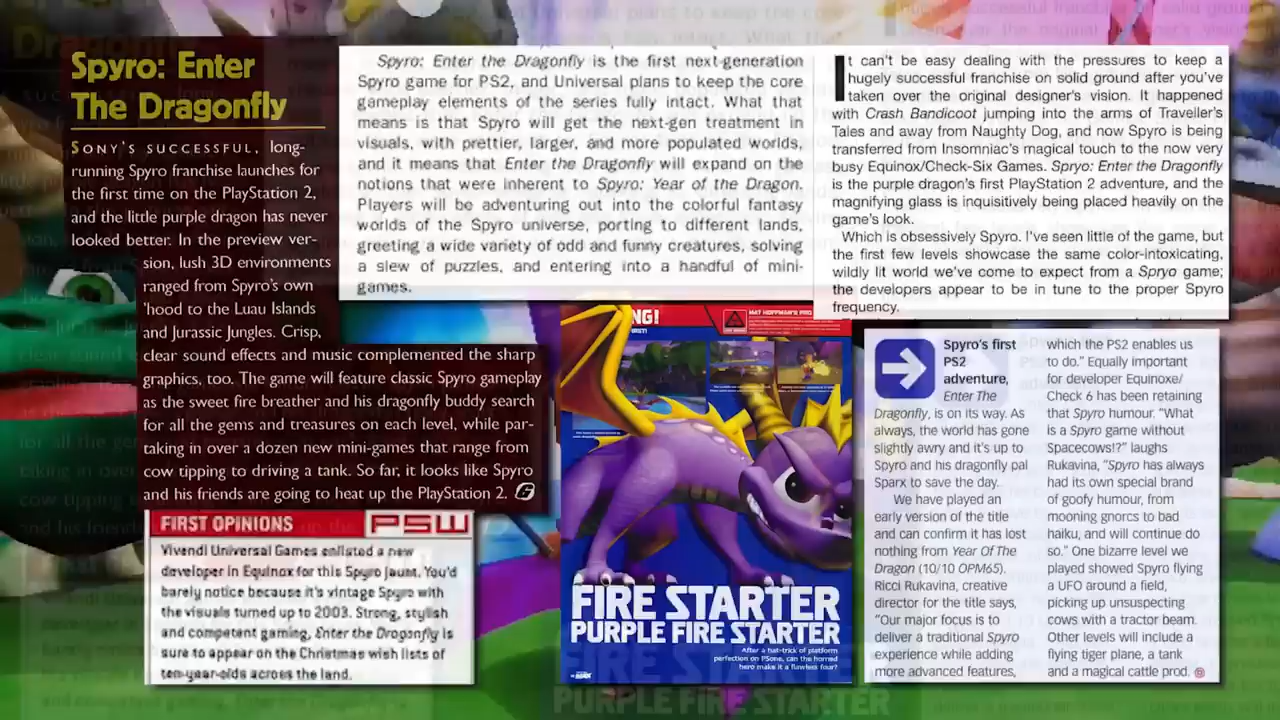 Spyro: Enter
The Dragonfly
SONY'S SUCCESSFUL, long-
running Spyro franchise launches for
the first time on the PlayStation 2,
and the little purple dragon has never
looked better. In the preview ver-
sion, lush 3D environments
ranged from Spyro's own
'hood to the Luau Islands
and Jurassic Jungles. Crisp,
clear sound effects and music complemented the sharp
graphics, too. The game will feature classic Spyro gameplay
as the sweet fire breather and his dragonfly buddy search
for all the gems and treasures on each level, while par-
taking in over a dozen new mini-games that range from
cow tipping to driving a tank. So far, it looks like Spyro
and his friends are going to heat up the PlayStation 2.
Spyro: Enter the Dragonfly is the first next-generation
Spyro game for PS2, and Universal plans to keep the core
gameplay elements of the series fully intact. What that
means is that Spyro will get the next-gen treatment in
visuals, with prettier, larger, and more populated worlds,
and it means that Enter the Dragonfly will expand on the
notions that were inherent to Spyro: Year of the Dragon.
Players will be adventuring out into the colorful fantasy
worlds of the Spyro universe, porting to different lands,
greeting a wide variety of odd and funny creatures, solving
a slew of puzzles, and entering into a handful of mini-
games.
It can't be easy dealing with the pressures to keep a
hugely successful franchise on solid ground after you've
taken over the original designer's vision. It happened
with Crash Bandicoot jumping into the arms of Traveller's
Tales and away from Naughty Dog, and now Spyro is being
transferred from Insomniac's magical touch to the now very
busy Equinox/Check-Six Games. Spryo: Enter the Dragonfly
is the purple dragon's first PlayStation 2 adventure, and the
magnifying glass is inquisitively being placed heavily on the
game's look.
Which is obsessively Spyro. I've seen little of the game, but
the first few levels showcase the same color-intoxicating,
wildly lit world we've come to expect from a Spryo game;
the developers appear to be in tune to the proper Spyro
frequency.
FIRST OPINIONS PSW
Vivendi Universal Games enlisted a new
developer in Equinox for this Spyro jaunt. You'd
barely notice because it's vintage Spyro with
the visuals turned up to 2003. Strong, stylish
and competent gaming, Enter the Dragonfly is
sure to appear on the Christmas wish lists of
ten-year-olds across the land.
NG!
MAT HOFFMAN'S PRO
FIRE STARTER
PURPLE FIRE STARTER
After a hat-trick of platform
perfection on PSone, can the horned
hero make it a flawless four?
Spyro's first
PS2
adventure,
Enter The
Dragonfly, is on its way. As
always, the world has gone
slightly awry and it's up to
Spyro and his dragonfly pal
Sparx to save the day.
We have played an
early version of the title
and can confirm it has lost
nothing from Year Of The
Dragon (10/10 OPM65).
Ricci Rukavina, creative
director for the title says,
"Our major focus is to
deliver a traditional Spyro
experience while adding
more advanced features,
which the PS2 enables us
to do." Equally important
for developer Equinoxe/
Check 6 has been retaining
that Spyro humour. "What
is a Spyro game without
Spacecows!?" laughs
Rukavina, "Spyro has always
had its own special brand
of goofy humour, from
mooning gnorcs to bad
haiku, and will continue do
so." One bizarre level we
played showed Spyro flying
a UFO around a field,
picking up unsuspecting
cows with a tractor beam.
Other levels will include a
flying tiger plane, a tank
and a magical cattle prod.
FIRE STARTER
PURPLE FIRE STARTER